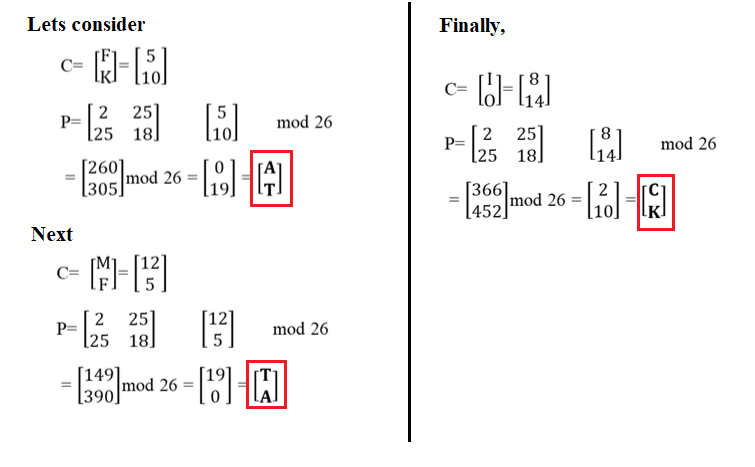 Lets consider
C= [F K] = [5 10]
P= [2 25 25 18] [5 10] mod 26
= [260 305] mod 26 = [0 19] = [A T]
Next
C= [M F] = [12 5]
P= [2 25 25 18] [12 5] mod 26
= [149 390] mod 26 = [19 0] = [T A]
Finally,
C= [I O] = [8 14]
P= [2 25 25 18] [8 14] mod 26
= [366 452] mod 26 = [2 10] = [C K]